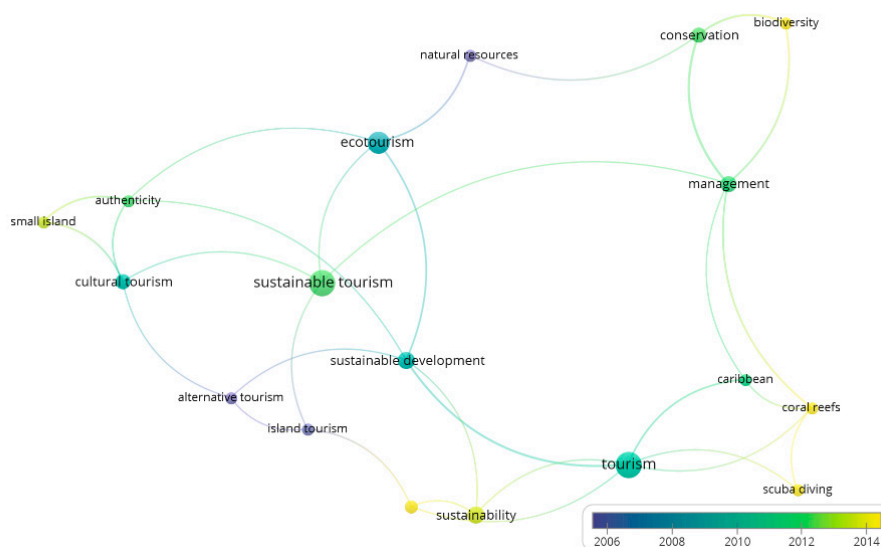 biodiversity
conservation
natural resources
ecotourism
management
authenticity
small island
cultural tourism
sustainable tourism
sustainable development
caribbean
alternative tourism
coral reefs
island tourism
tourism
scuba diving
sustainability
2006 2008 2010 2012 2014